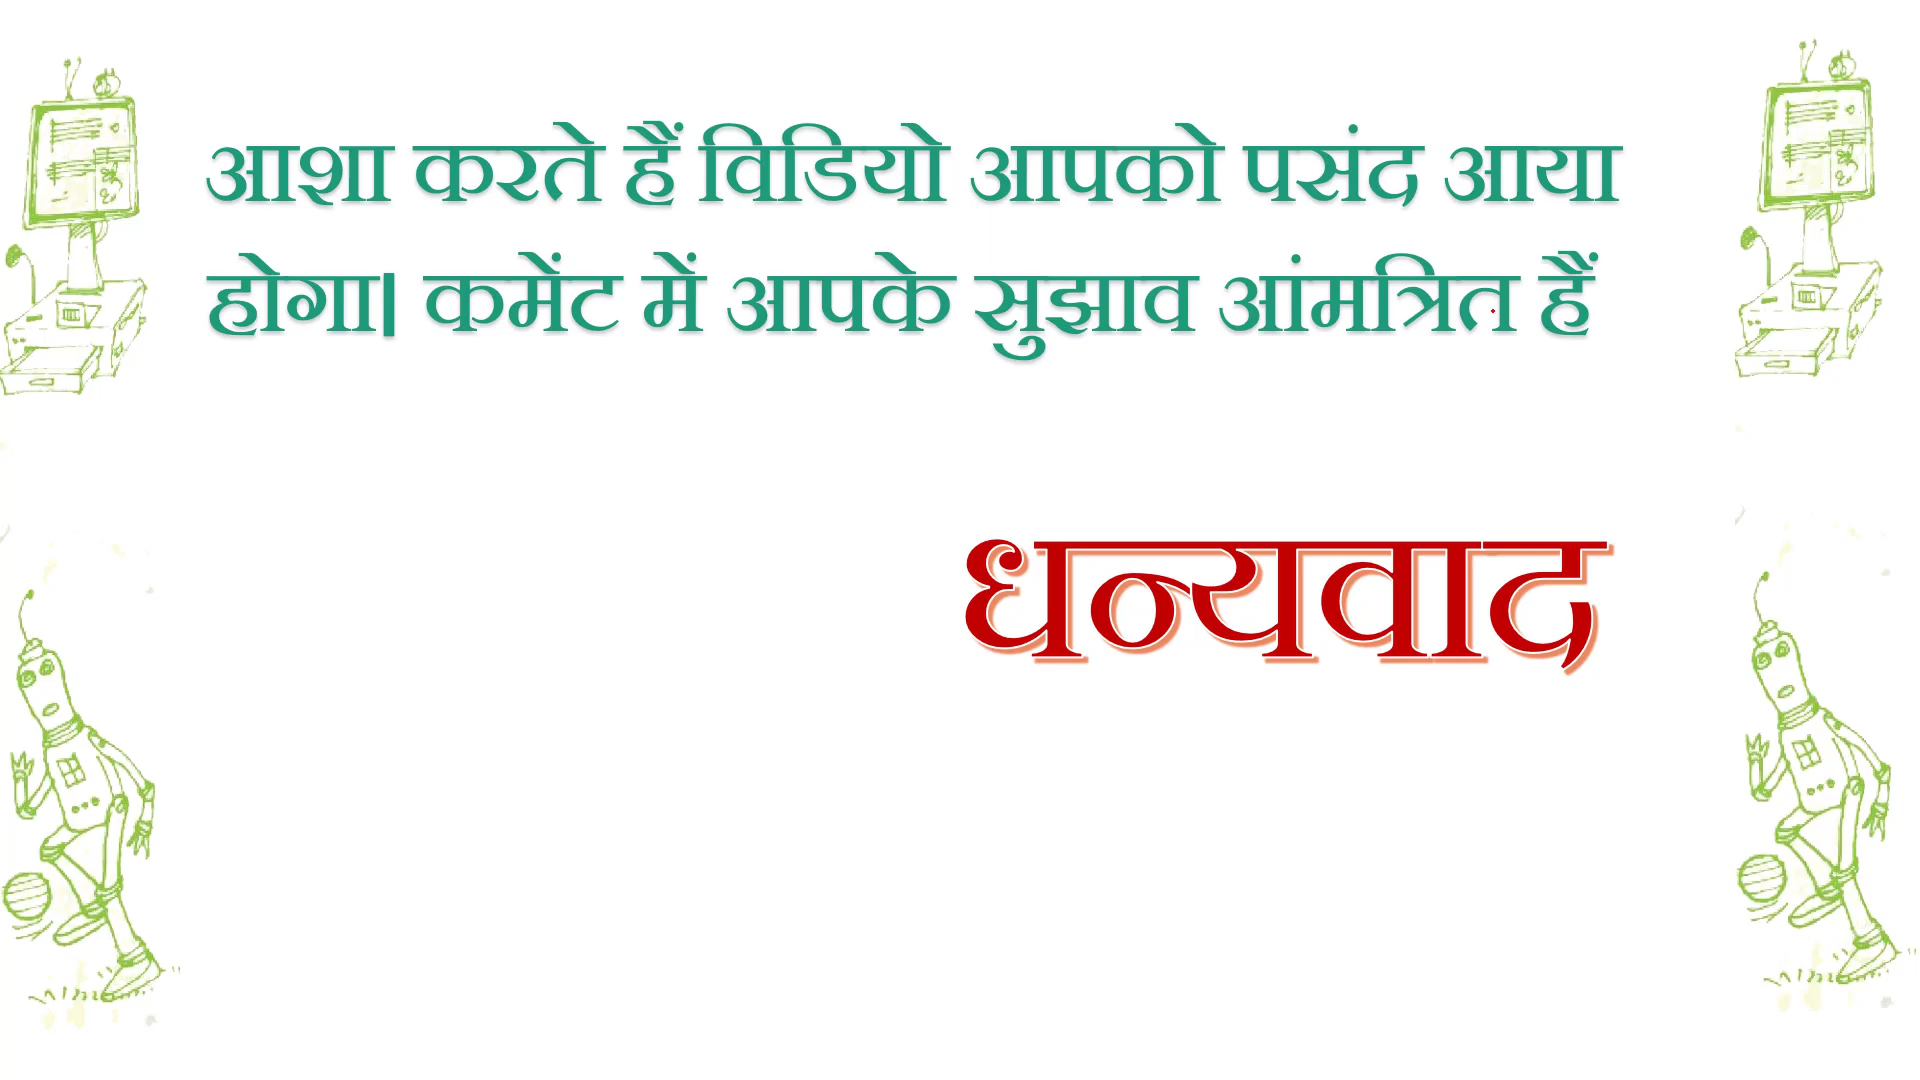 आशा करते हैं विडियो आपको पसंद आया
होगा। कमेंट में आपके सुझाव आंमत्रित हैं
धन्यवाद